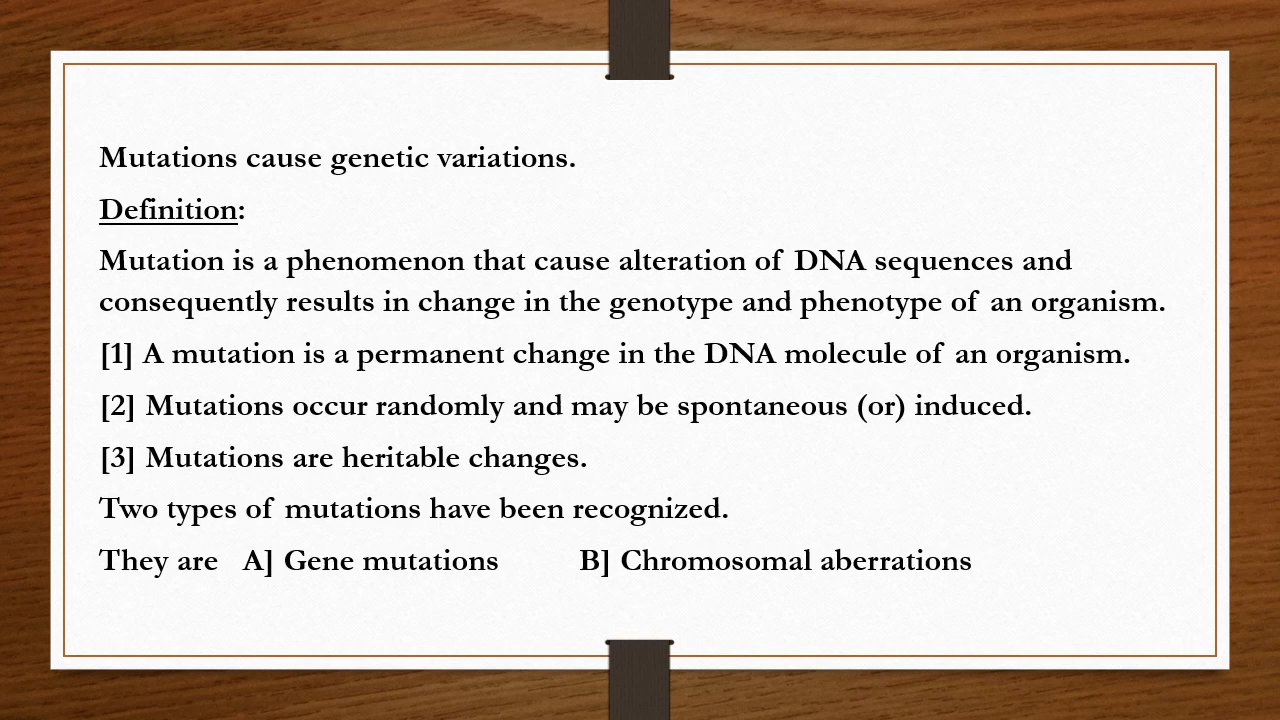 Mutations cause genetic variations.
Definition:
Mutation is a phenomenon that cause alteration of DNA sequences and
consequently results in change in the genotype and phenotype of an organism.
[1] A mutation is a permanent change in the DNA molecule of an organism.
[2] Mutations occur randomly and may be spontaneous (or) induced.
[3] Mutations are heritable changes.
Two types of mutations have been recognized.
They are A] Gene mutations B] Chromosomal aberrations